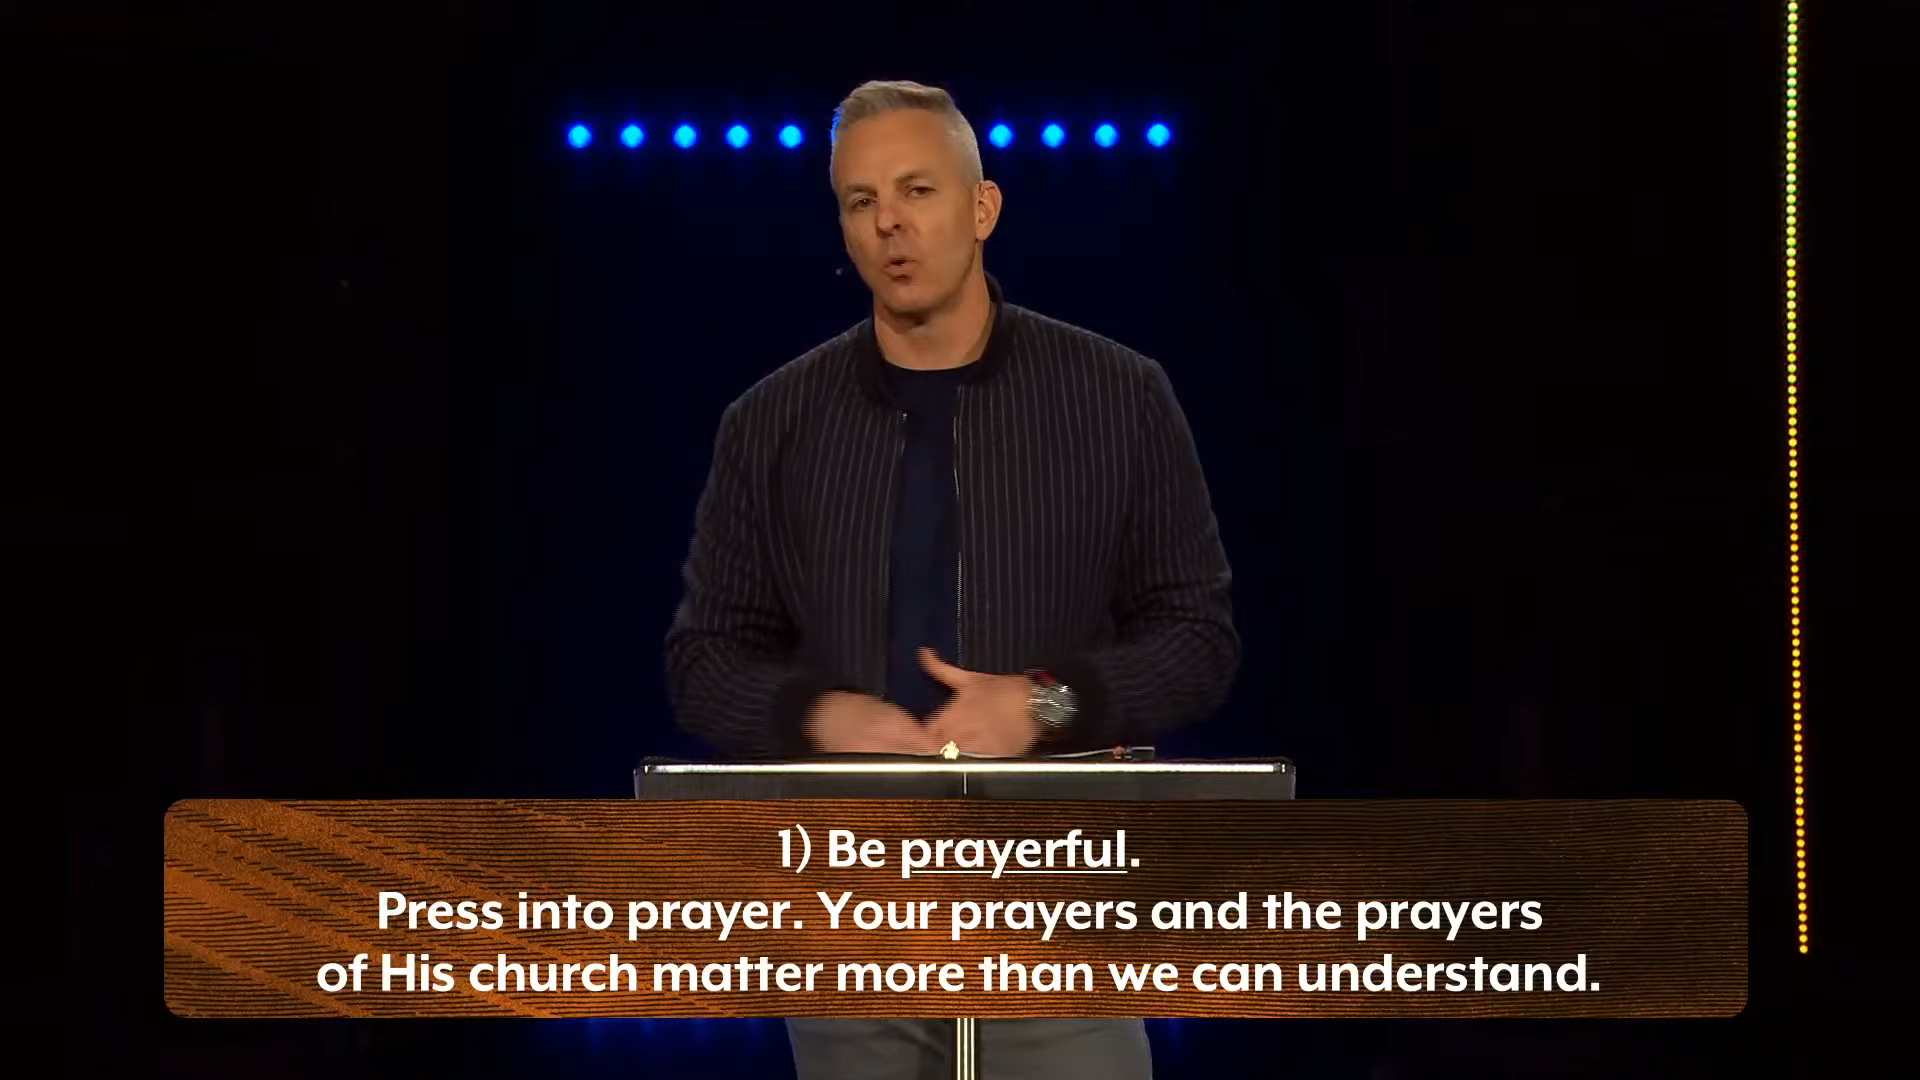 1) Be prayerful.
Press into prayer. Your prayers and the prayers
of His church matter more than we can understand.